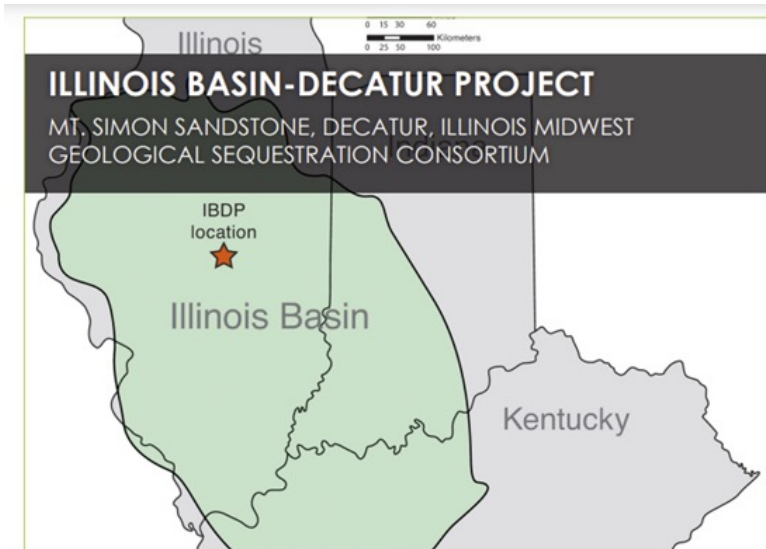 0 15 30 60
Illinois
Kilometers
0 25 50 100
ILLINOIS BASIN-DECATUR PROJECT
MT. SIMON SANDSTONE, DECATUR, ILLINOIS MIDWEST
GEOLOGICAL SEQUESTRATION CONSORTIUM
Indiana
IBDP
location
Illinois Basin
Kentucky